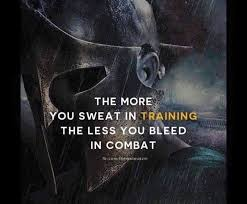 THE MORE
YOU SWEAT IN TRAINING
THE LESS YOU BLEED
IN COMBAT